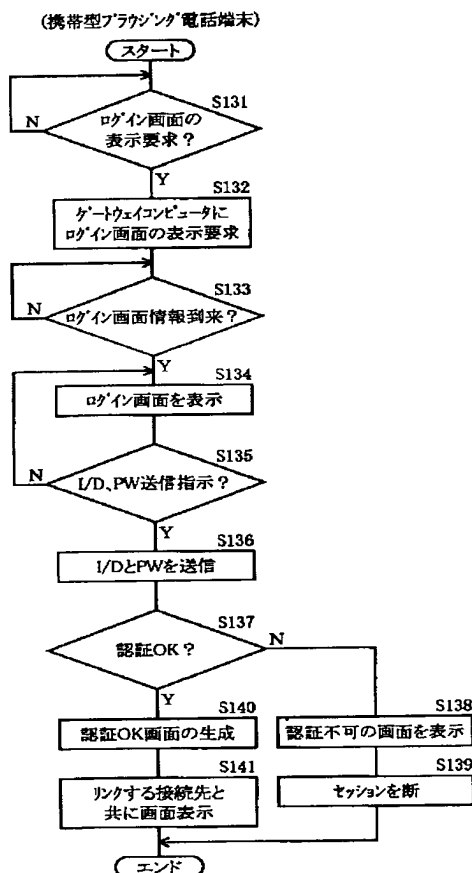 (携帯型ブラウジング電話端末)
スタート
S131
ログイン画面の
表示要求？
N
Y
S132
ゲートウェイコンピュータに
ログイン画面の表示要求
S133
ログイン画面情報到来？
N
Y
S134
ログイン画面を表示
S135
I/D、PW送信指示？
N
Y
S136
I/DとPWを送信
S137
認証OK？
N
Y
S138
認証不可の画面を表示
S139
セッションを断
S140
認証OK画面の生成
S141
リンクする接続先と
共に画面表示
エンド